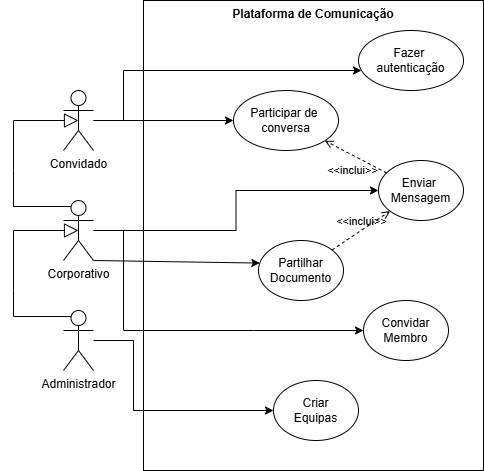 Plataforma de Comunicação
Fazer
autenticação
Participar de
conversa
Convidado
<<inclui>>
Enviar
Mensagem
<<inclui>>
Corporativo
Partilhar
Documento
Convidar
Membro
Administrador
Criar
Equipas